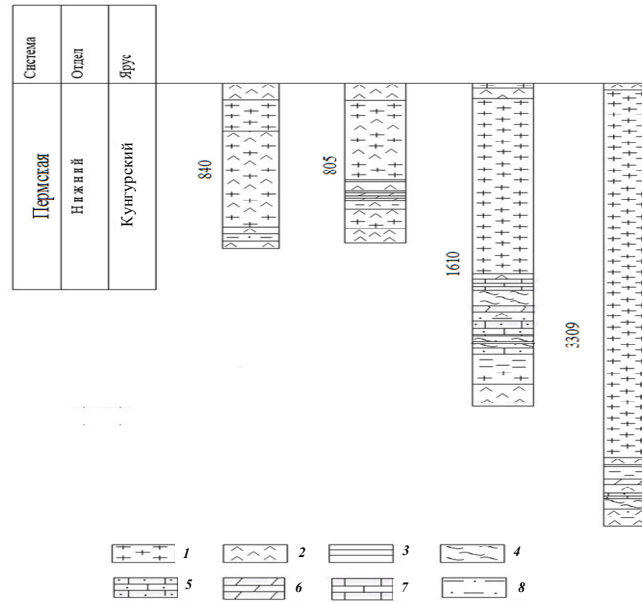 Система
Отдел
Ярус
Пермская
Нижний
Кунгурский
840
805
1610
3309
1 2 3 4
5 6 7 8